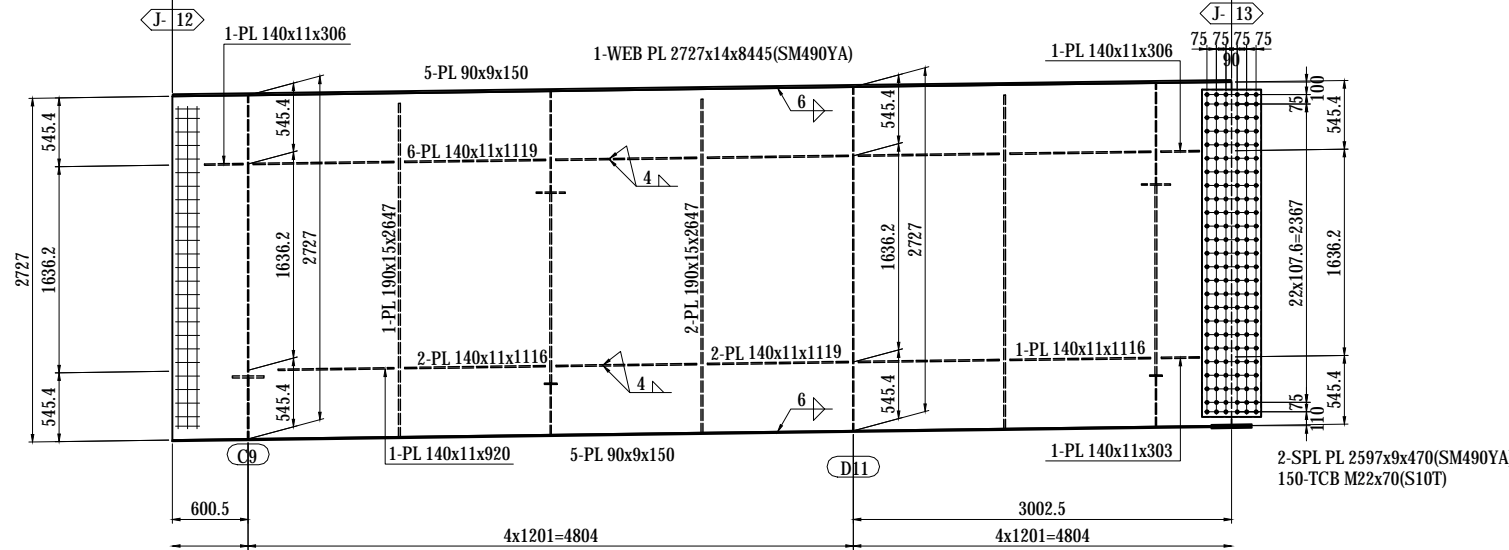 J- 12
J- 13
1-PL 140x11x306
1-WEB PL 2727x14x8445(SM490YA)
1-PL 140x11x306
75 75 75 75
90
5-PL 90x9x150
6
100
75
545.4
545.4
545.4
545.4
6-PL 140x11x1119
4
2727
1636.2
1636.2
2727
1-PL 190x15x2647
2-PL 190x15x2647
1636.2
2727
22x107.6=2367
1636.2
2-PL 140x11x1116
2-PL 140x11x1119
1-PL 140x11x1116
4
545.4
545.4
6
545.4
75
110
545.4
C9
1-PL 140x11x920
5-PL 90x9x150
D11
1-PL 140x11x303
2-SPL PL 2597x9x470(SM490YA
150-TCB M22x70(S10T)
600.5
3002.5
4x1201=4804
4x1201=4804